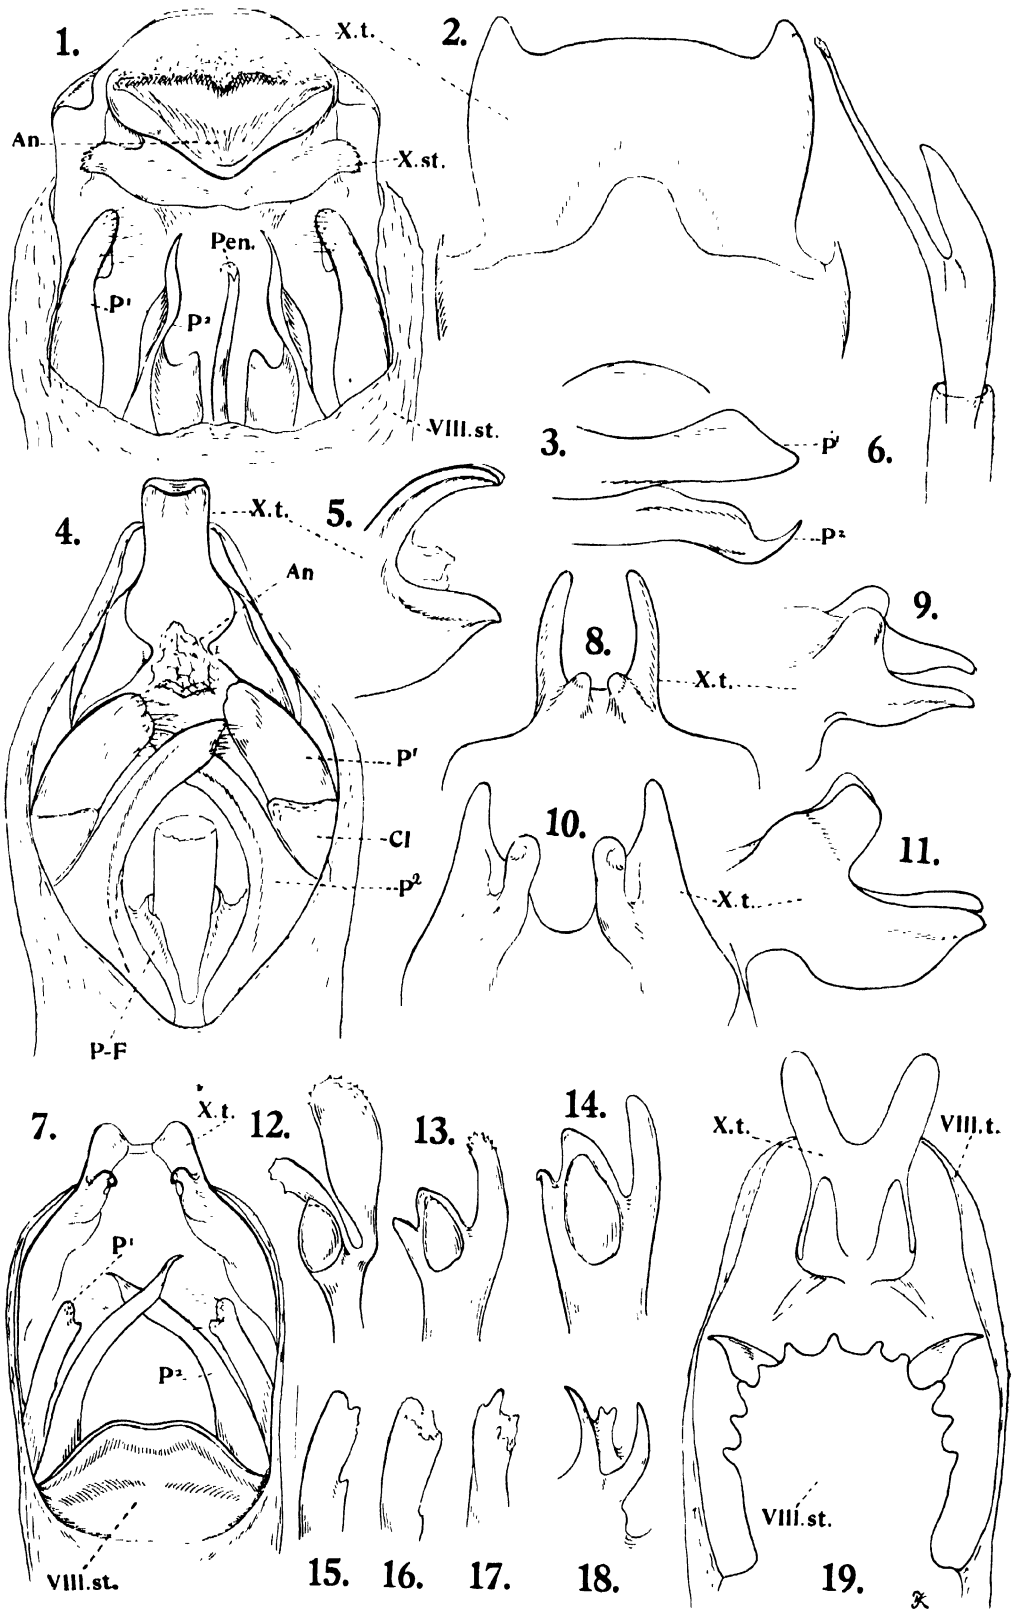 1.
X.t.
2.
An
X.st.
Pen.
P¹
P²
VIII.st.
3.
P¹
6.
P²
4.
X.t.
5.
An
P¹
Cl
P²
P-F
8.
X.t.
9.
10.
X.t.
11.
7.
X.t.
P¹
P²
VIII.st.
12.
13.
14.
15.
16.
17.
18.
X.t.
VIII.t.
VIII.st.
19.